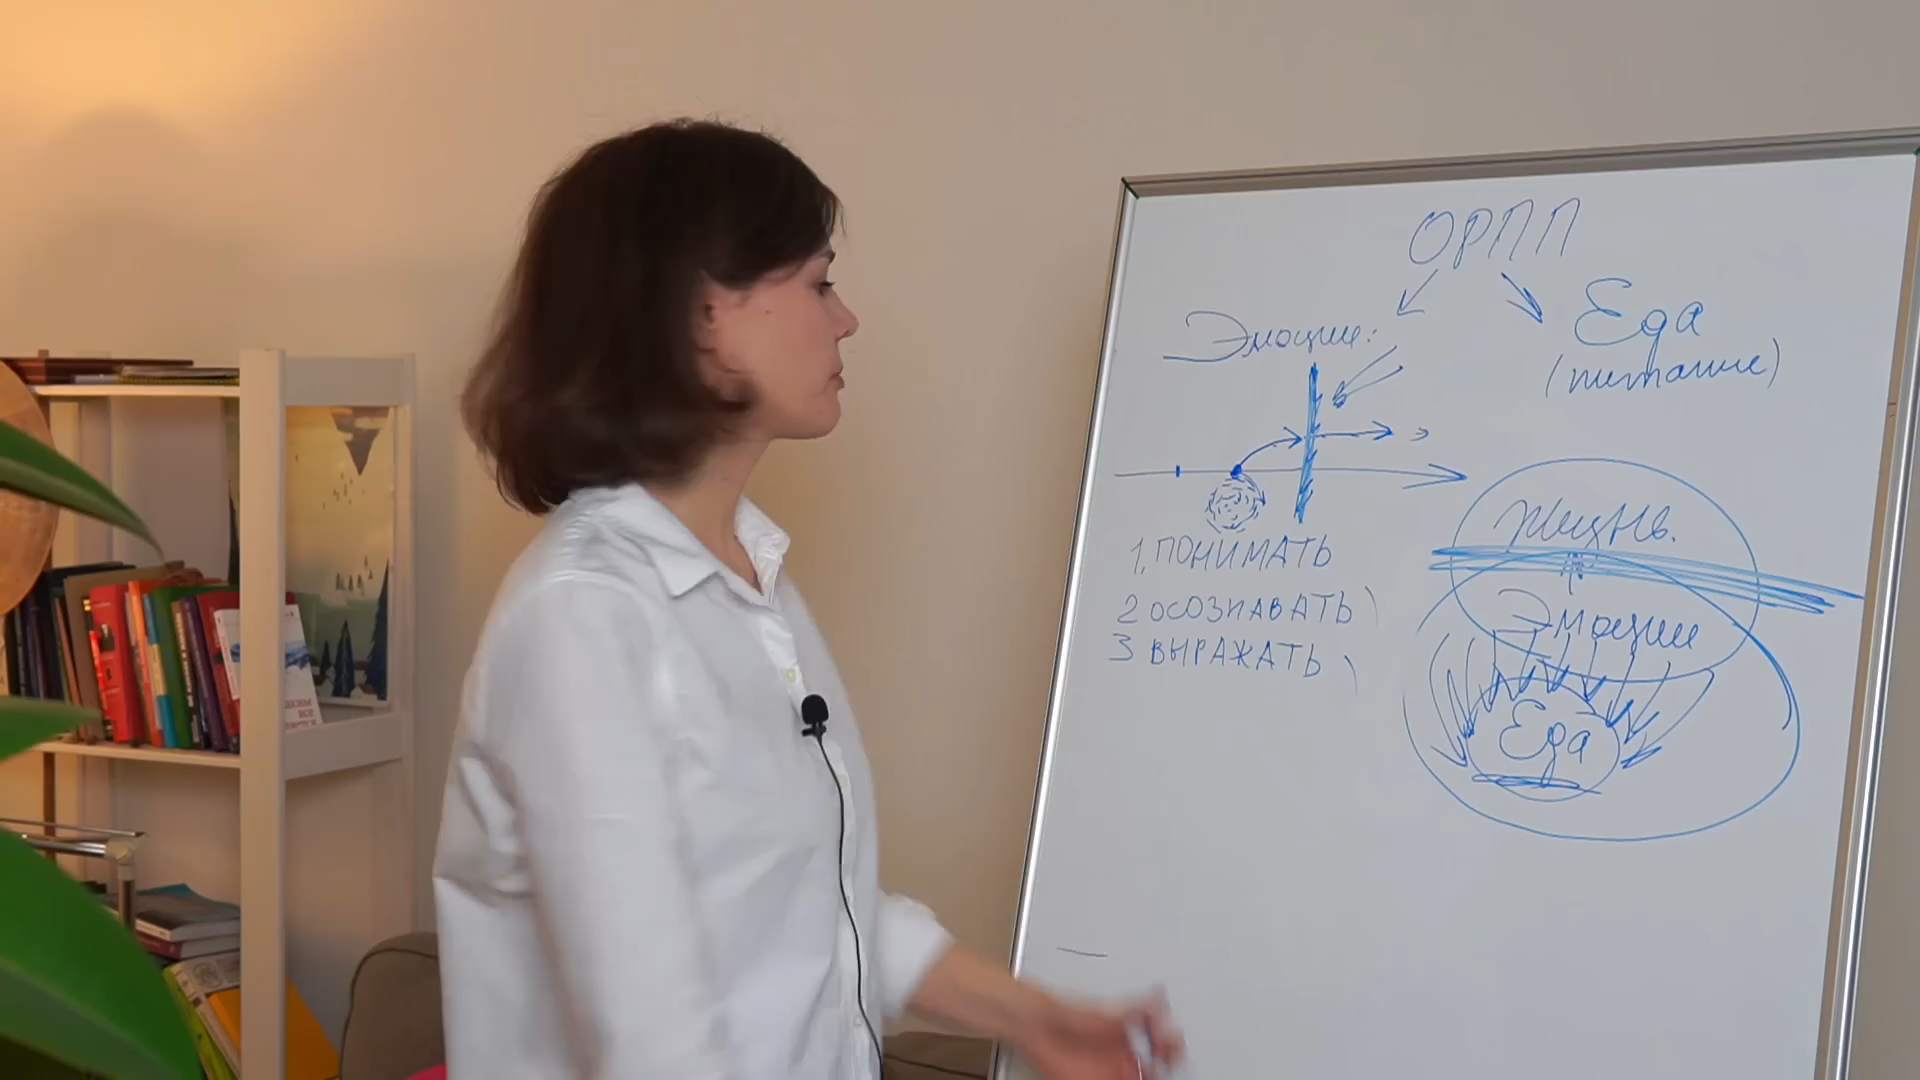 ОРПП
Эмоции:
Еда
(питание)
1, ПОНИМАТЬ
2 ОСОЗНАВАТЬ
3 ВЫРАЖАТЬ
Жизнь.
Эмоции
Еда